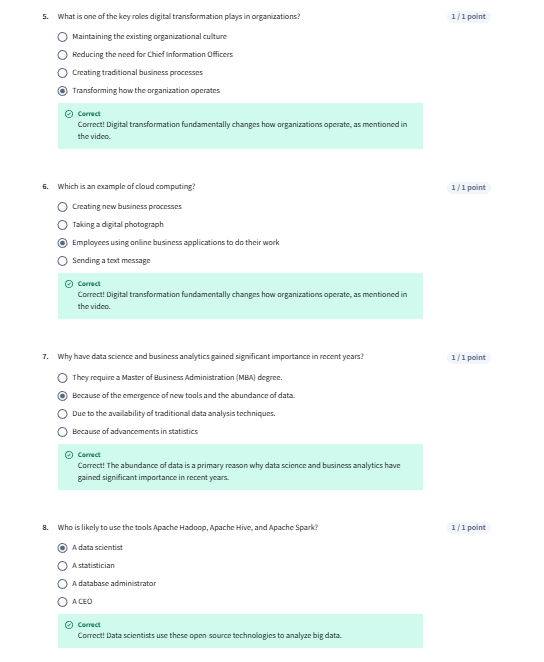 5. What is one of the key roles digital transformation plays in organizations? 1 / 1 point
Maintaining the existing organizational culture
Reducing the need for Chief Information Officers
Creating traditional business processes
Transforming how the organization operates
Correct
Correct! Digital transformation fundamentally changes how organizations operate, as mentioned in
the video.
6. Which is an example of cloud computing? 1 / 1 point
Creating new business processes
Taking a digital photograph
Employees using online business applications to do their work
Sending a text message
Correct
Correct! Digital transformation fundamentally changes how organizations operate, as mentioned in
the video.
7. Why have data science and business analytics gained significant importance in recent years? 1 / 1 point
They require a Master of Business Administration (MBA) degree.
Because of the emergence of new tools and the abundance of data.
Due to the availability of traditional data analysis techniques.
Because of advancements in statistics
Correct
Correct! The abundance of data is a primary reason why data science and business analytics have
gained significant importance in recent years.
8. Who is likely to use the tools Apache Hadoop, Apache Hive, and Apache Spark? 1 / 1 point
A data scientist
A statistician
A database administrator
A CEO
Correct
Correct! Data scientists use these open-source technologies to analyze big data.